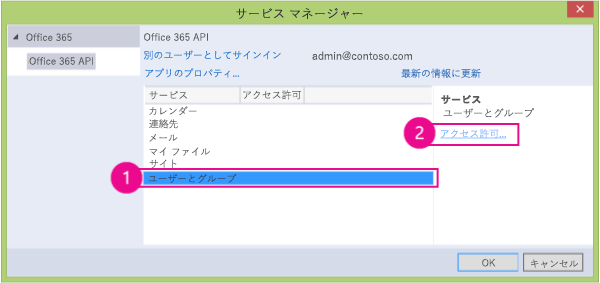 サービス マネージャー
Office 365
Office 365 API
Office 365 API
別のユーザーとしてサインイン admin@contoso.com
アプリのプロパティ... 最新の情報に更新
サービス アクセス許可
カレンダー
連絡先
メール
マイ ファイル
サイト
1 ユーザーとグループ
サービス
ユーザーとグループ
2 アクセス許可...
OK キャンセル